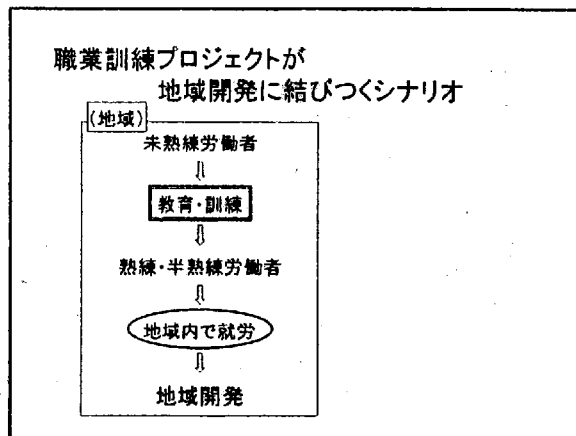 職業訓練プロジェクトが
地域開発に結びつくシナリオ
(地域)
未熟練労働者
⇩
教育・訓練
⇩
熟練・半熟練労働者
⇩
地域内で就労
⇩
地域開発